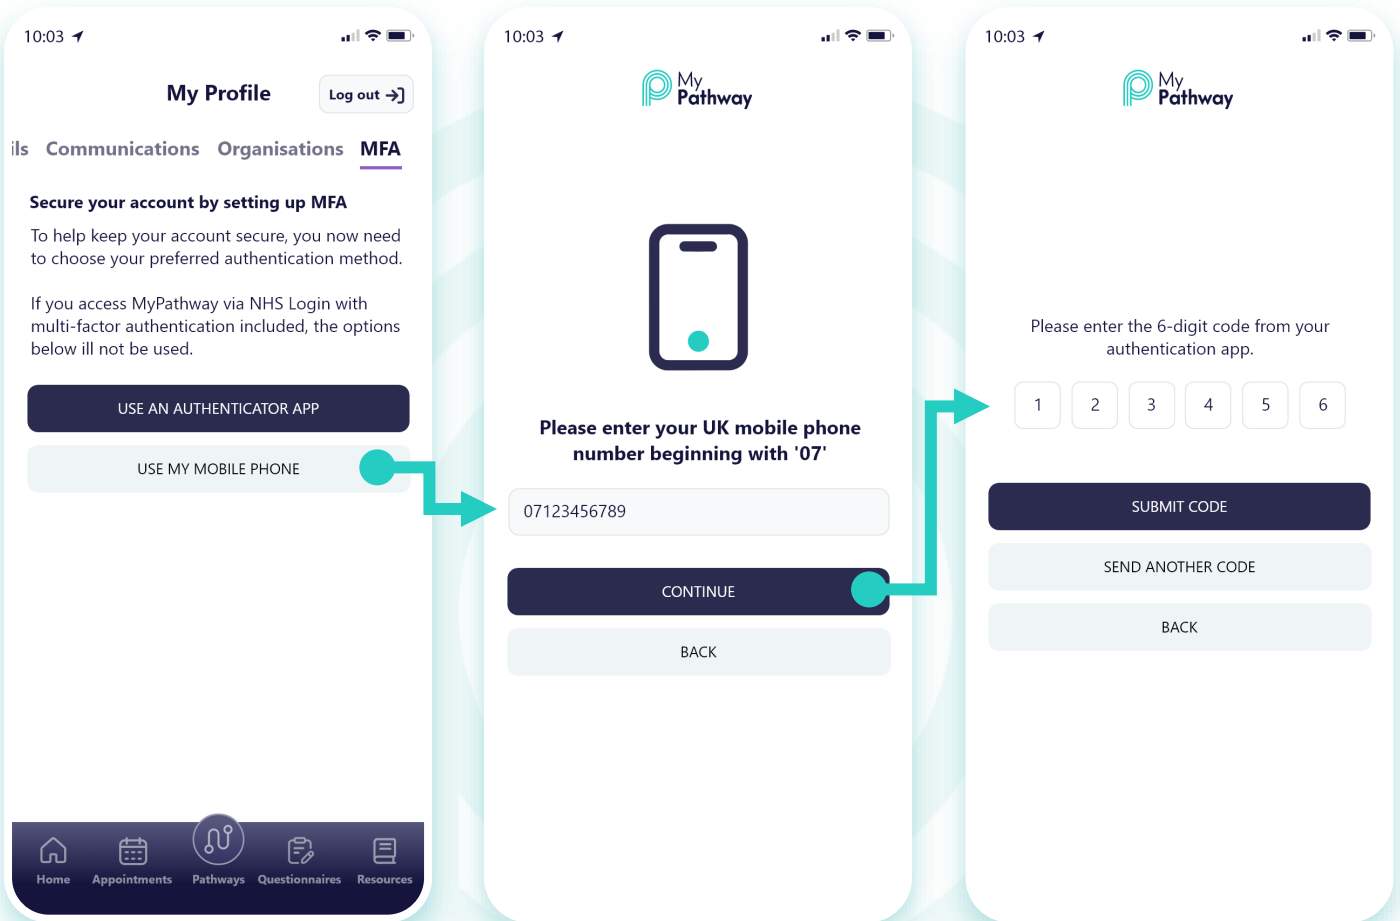 10:03
My Profile
Log out
ils Communications Organisations MFA
Secure your account by setting up MFA
To help keep your account secure, you now need
to choose your preferred authentication method.
If you access MyPathway via NHS Login with
multi-factor authentication included, the options
below ill not be used.
USE AN AUTHENTICATOR APP
USE MY MOBILE PHONE
Home Appointments Pathways Questionnaires Resources
10:03
My
Pathway
Please enter your UK mobile phone
number beginning with '07'
07123456789
CONTINUE
BACK
10:03
My
Pathway
Please enter the 6-digit code from your
authentication app.
1 2 3 4 5 6
SUBMIT CODE
SEND ANOTHER CODE
BACK